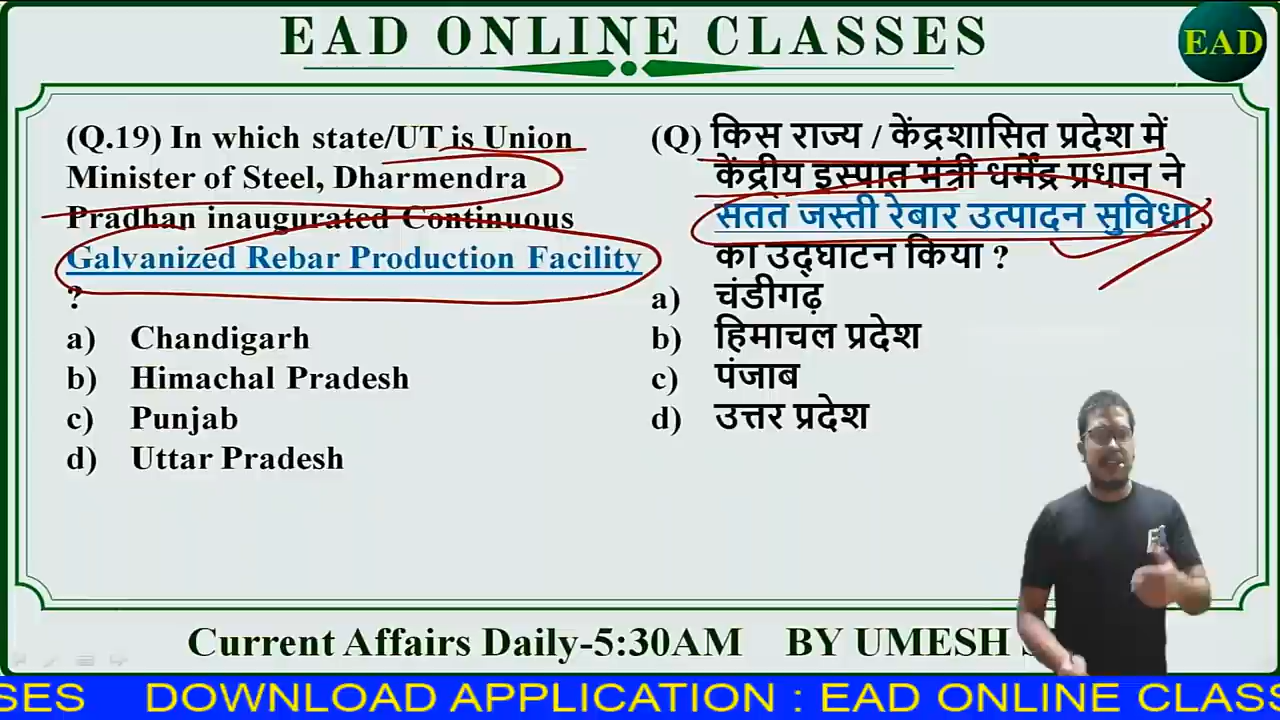 EAD ONLINE CLASSES
EAD
(Q.19) In which state/UT is Union
Minister of Steel, Dharmendra
Pradhan inaugurated Continuous
Galvanized Rebar Production Facility
?
a) Chandigarh
b) Himachal Pradesh
c) Punjab
d) Uttar Pradesh
(Q) किस राज्य / केंद्रशासित प्रदेश में
केंद्रीय इस्पात मंत्री धर्मेंद्र प्रधान ने
सतत जस्ती रेबार उत्पादन सुविधा
का उद्घाटन किया ?
a) चंडीगढ़
b) हिमाचल प्रदेश
c) पंजाब
d) उत्तर प्रदेश
Current Affairs Daily-5:30AM BY UMESH S
SES DOWNLOAD APPLICATION : EAD ONLINE CLASS